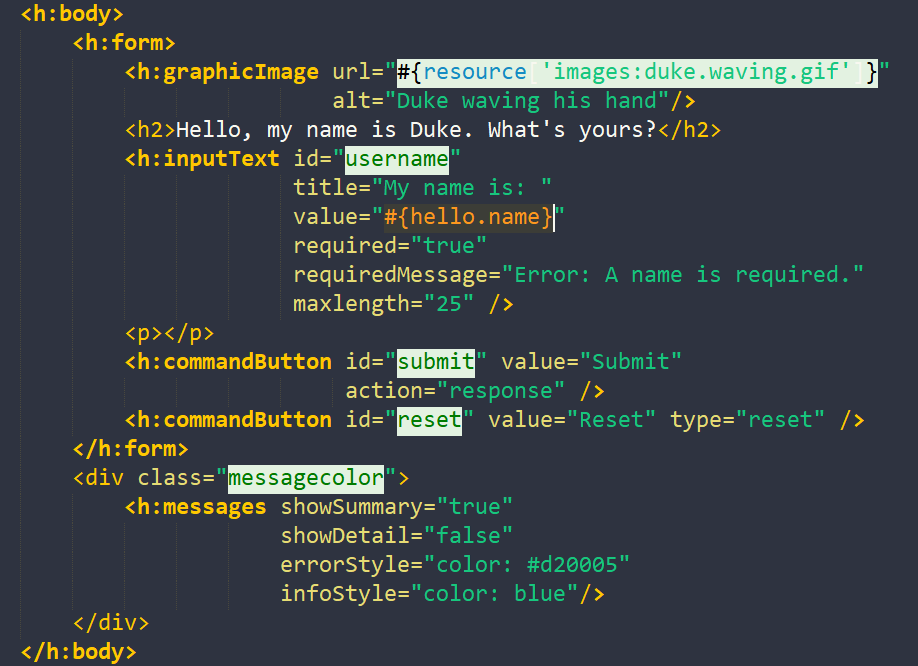 <h:body>
    <h:form>
        <h:graphicImage url="#{resource['images:duke.waving.gif']}"
                        alt="Duke waving his hand"/>
        <h2>Hello, my name is Duke. What's yours?</h2>
        <h:inputText id="username"
                     title="My name is: "
                     value="#{hello.name}"
                     required="true"
                     requiredMessage="Error: A name is required."
                     maxlength="25" />
        <p></p>
        <h:commandButton id="submit" value="Submit"
                         action="response" />
        <h:commandButton id="reset" value="Reset" type="reset" />
    </h:form>
    <div class="messagecolor">
        <h:messages showSummary="true"
                    showDetail="false"
                    errorStyle="color: #d20005"
                    infoStyle="color: blue"/>
    </div>
</h:body>